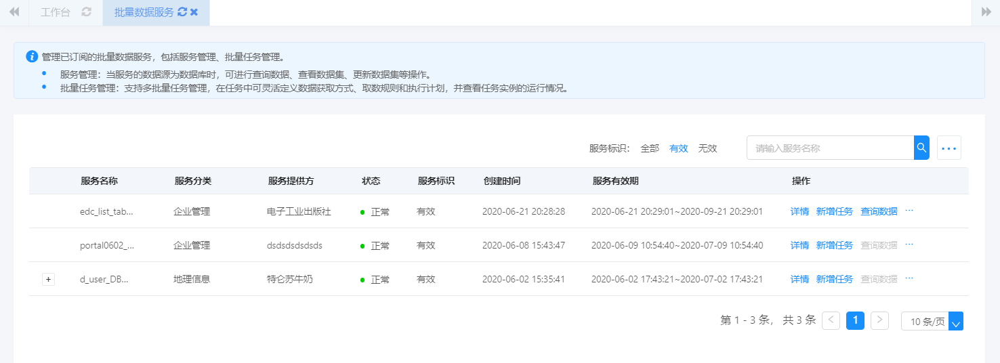 工作台 批量数据服务
管理已订阅的批量数据服务，包括服务管理、批量任务管理。
服务管理：当服务的数据源为数据库时，可进行查询数据、查看数据集、更新数据集等操作。
批量任务管理：支持多批量任务管理，在任务中可灵活定义数据获取方式、取数规则和执行计划，并查看任务实例的运行情况。
服务标识： 全部 有效 无效 请输入服务名称 ···
服务名称 服务分类 服务提供方 状态 服务标识 创建时间 服务有效期 操作
edc_list_tab... 企业管理 电子工业出版社 正常 有效 2020-06-21 20:28:28 2020-06-21 20:29:01~2020-09-21 20:29:01 详情 新增任务 查询数据 ···
portal0602_... 企业管理 dsdsdsdsdsds 正常 有效 2020-06-08 15:43:47 2020-06-09 10:54:40~2020-07-09 10:54:40 详情 新增任务 查询数据 ···
+ d_user_DB... 地理信息 特仑苏牛奶 正常 有效 2020-06-02 15:35:41 2020-06-02 17:43:21~2020-07-02 17:43:21 详情 新增任务 查询数据 ···
第 1 - 3 条， 共 3 条 < 1 > 10 条/页